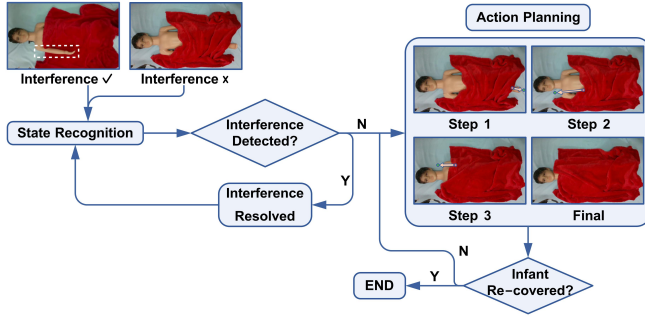 Action Planning
Interference ✓
Interference x
State Recognition
Interference
Detected?
N
Y
Interference
Resolved
Step 1
Step 2
Step 3
Final
N
Y
END
Infant
Re-covered?